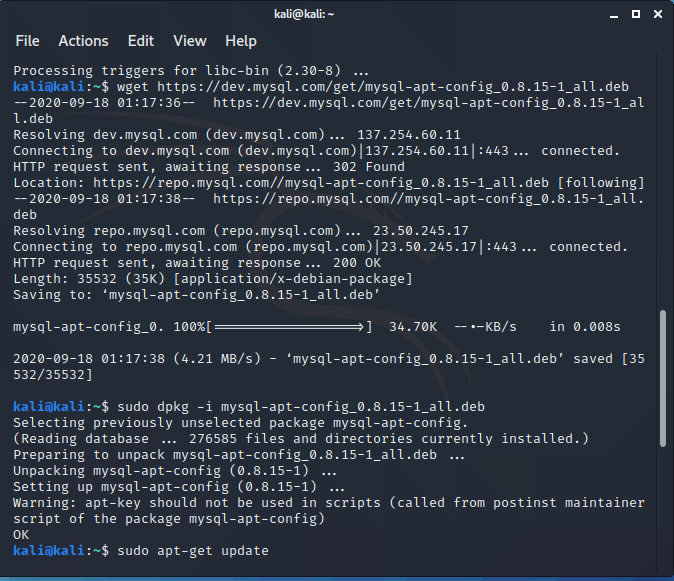 kali@kali: ~
File Actions Edit View Help
Processing triggers for libc-bin (2.30-8) ...
kali@kali:~$ wget https://dev.mysql.com/get/mysql-apt-config_0.8.15-1_all.deb
--2020-09-18 01:17:36-- https://dev.mysql.com/get/mysql-apt-config_0.8.15-1_al
l.deb
Resolving dev.mysql.com (dev.mysql.com)... 137.254.60.11
Connecting to dev.mysql.com (dev.mysql.com)|137.254.60.11|:443... connected.
HTTP request sent, awaiting response... 302 Found
Location: https://repo.mysql.com//mysql-apt-config_0.8.15-1_all.deb [following]
--2020-09-18 01:17:38-- https://repo.mysql.com//mysql-apt-config_0.8.15-1_all.
deb
Resolving repo.mysql.com (repo.mysql.com)... 23.50.245.17
Connecting to repo.mysql.com (repo.mysql.com)|23.50.245.17|:443... connected.
HTTP request sent, awaiting response... 200 OK
Length: 35532 (35K) [application/x-debian-package]
Saving to: ‘mysql-apt-config_0.8.15-1_all.deb’
mysql-apt-config_0. 100%[===================>] 34.70K --.-KB/s in 0.008s
2020-09-18 01:17:38 (4.21 MB/s) - ‘mysql-apt-config_0.8.15-1_all.deb’ saved [35
532/35532]
kali@kali:~$ sudo dpkg -i mysql-apt-config_0.8.15-1_all.deb
Selecting previously unselected package mysql-apt-config.
(Reading database ... 276585 files and directories currently installed.)
Preparing to unpack mysql-apt-config_0.8.15-1_all.deb ...
Unpacking mysql-apt-config (0.8.15-1) ...
Setting up mysql-apt-config (0.8.15-1) ...
Warning: apt-key should not be used in scripts (called from postinst maintainer
script of the package mysql-apt-config)
OK
kali@kali:~$ sudo apt-get update